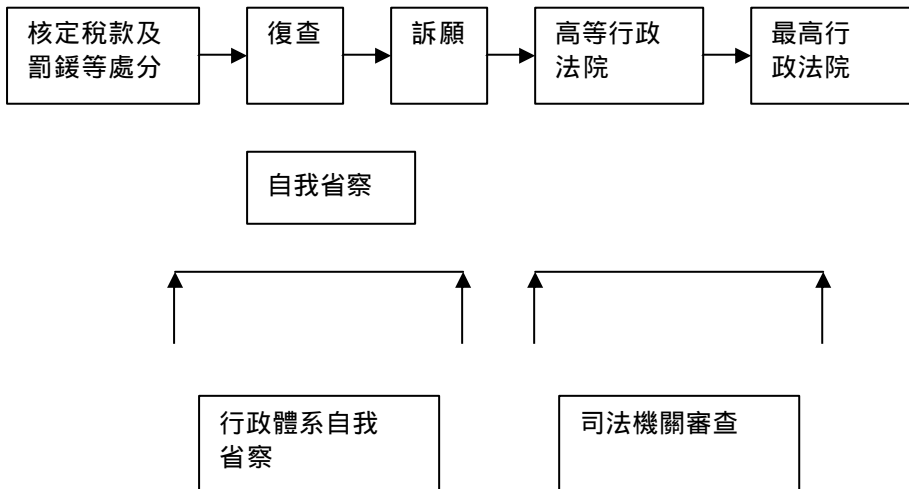 核定稅款及
罰鍰等處分
復查
訴願
高等行政
法院
最高行
政法院
自我省察
行政體系自我
省察
司法機關審查